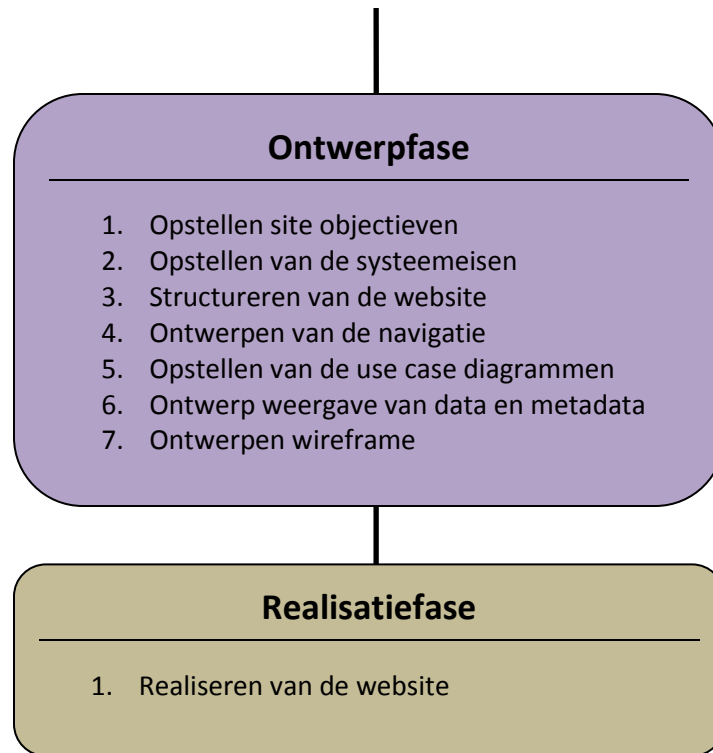 Ontwerpfase
1. Opstellen site objectieven
2. Opstellen van de systeemeisen
3. Structureren van de website
4. Ontwerpen van de navigatie
5. Opstellen van de use case diagrammen
6. Ontwerp weergave van data en metadata
7. Ontwerpen wireframe
Realisatiefase
1. Realiseren van de website